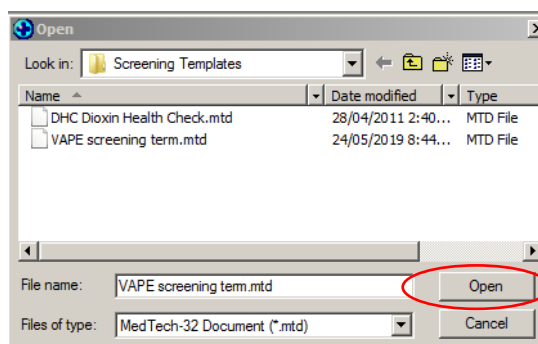 Open
Look in: Screening Templates
Name Date modified Type
DHC Dioxin Health Check.mtd 28/04/2011 2:40... MTD File
VAPE screening term.mtd 24/05/2019 8:44... MTD File
File name: VAPE screening term.mtd Open
Files of type: MedTech-32 Document (*.mtd) Cancel